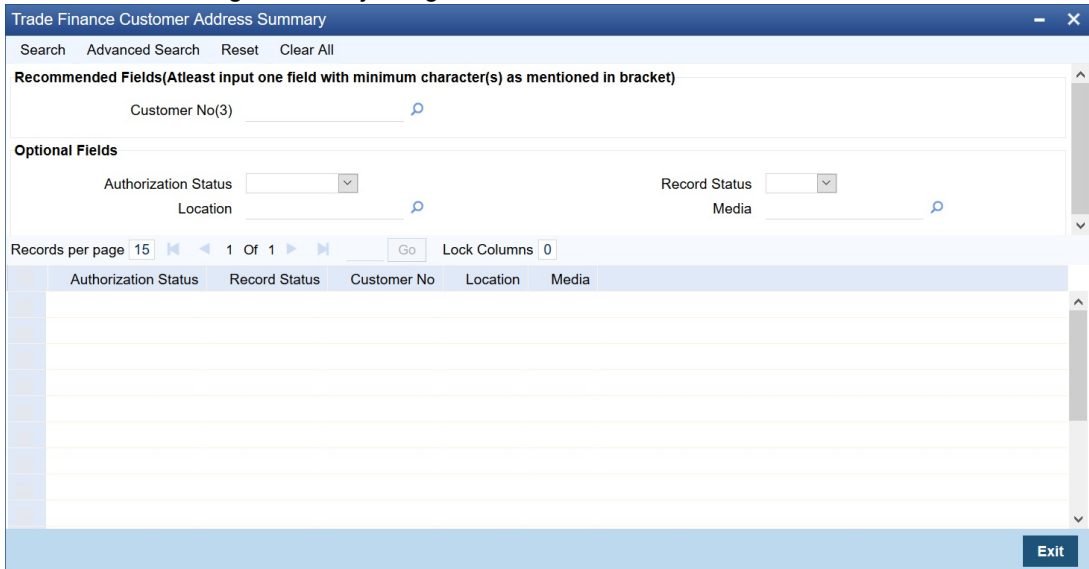 Trade Finance Customer Address Summary
Search Advanced Search Reset Clear All
Recommended Fields(Atleast input one field with minimum character(s) as mentioned in bracket)
Customer No(3)
Optional Fields
Authorization Status Record Status
Location Media
Records per page 15 1 Of 1 Go Lock Columns 0
Authorization Status Record Status Customer No Location Media
Exit